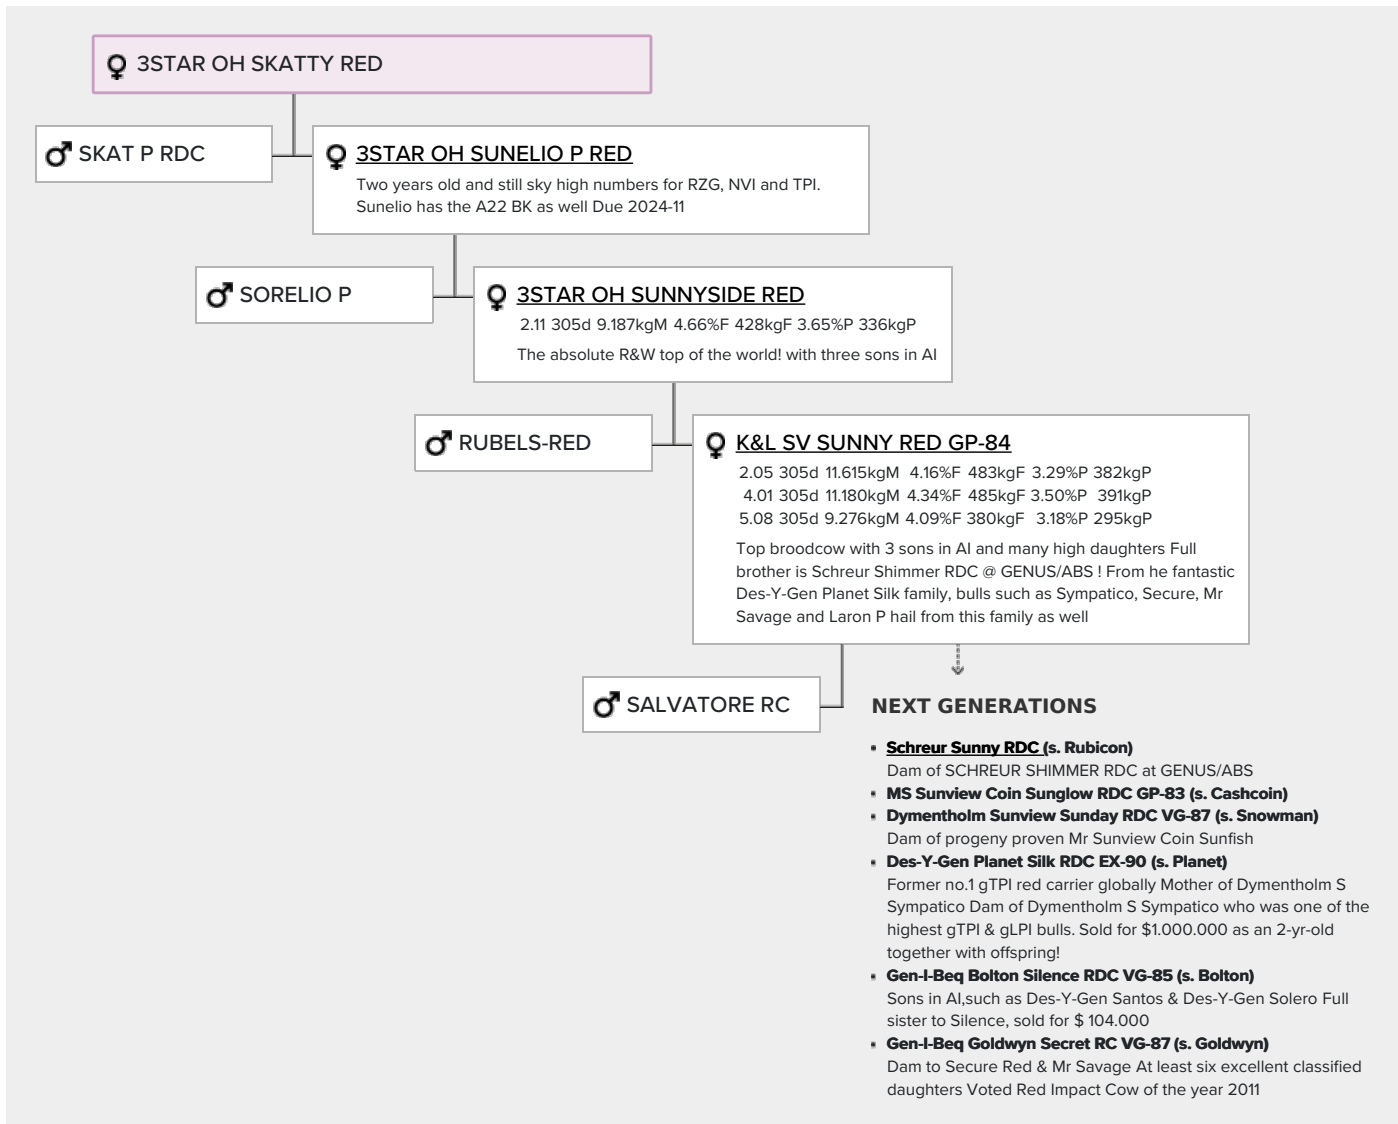 3STAR OH SKATTY RED
SKAT P RDC
3STAR OH SUNELIO P RED
Two years old and still sky high numbers for RZG, NVI and TPI.
Sunelio has the A22 BK as well Due 2024-11
SORELIO P
3STAR OH SUNNYSIDE RED
2.11 305d 9.187kgM 4.66%F 428kgF 3.65%P 336kgP
The absolute R&W top of the world! with three sons in AI
RUBELS-RED
K&L SV SUNNY RED GP-84
2.05 305d 11.615kgM 4.16%F 483kgF 3.29%P 382kgP
4.01 305d 11.180kgM 4.34%F 485kgF 3.50%P 391kgP
5.08 305d 9.276kgM 4.09%F 380kgF 3.18%P 295kgP
Top broodcow with 3 sons in AI and many high daughters Full
brother is Schreur Shimmer RDC @ GENUS/ABS ! From he fantastic
Des-Y-Gen Planet Silk family, bulls such as Sympatico, Secure, Mr
Savage and Laron P hail from this family as well
SALVATORE RC
NEXT GENERATIONS
Schreur Sunny RDC (s. Rubicon)
Dam of SCHREUR SHIMMER RDC at GENUS/ABS
MS Sunview Coin Sunglow RDC GP-83 (s. Cashcoin)
Dymentholm Sunview Sunday RDC VG-87 (s. Snowman)
Dam of progeny proven Mr Sunview Coin Sunfish
Des-Y-Gen Planet Silk RDC EX-90 (s. Planet)
Former no.1 gTPI red carrier globally Mother of Dymentholm S
Sympatico Dam of Dymentholm S Sympatico who was one of the
highest gTPI & gLPI bulls. Sold for $1.000.000 as an 2-yr-old
together with offspring!
Gen-I-Beq Bolton Silence RDC VG-85 (s. Bolton)
Sons in AI,such as Des-Y-Gen Santos & Des-Y-Gen Solero Full
sister to Silence, sold for $ 104.000
Gen-I-Beq Goldwyn Secret RC VG-87 (s. Goldwyn)
Dam to Secure Red & Mr Savage At least six excellent classified
daughters Voted Red Impact Cow of the year 2011